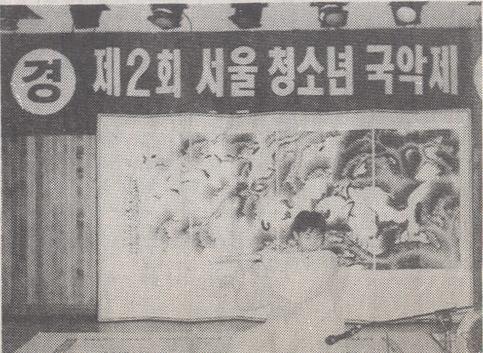 경 제2회 서울 청소년 국악제